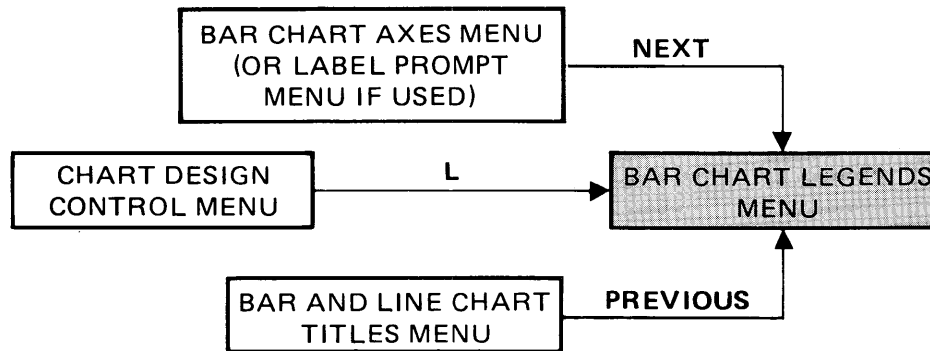 BAR CHART AXES MENU
(OR LABEL PROMPT
MENU IF USED)
NEXT
CHART DESIGN
CONTROL MENU
L
BAR CHART LEGENDS
MENU
BAR AND LINE CHART
TITLES MENU
PREVIOUS